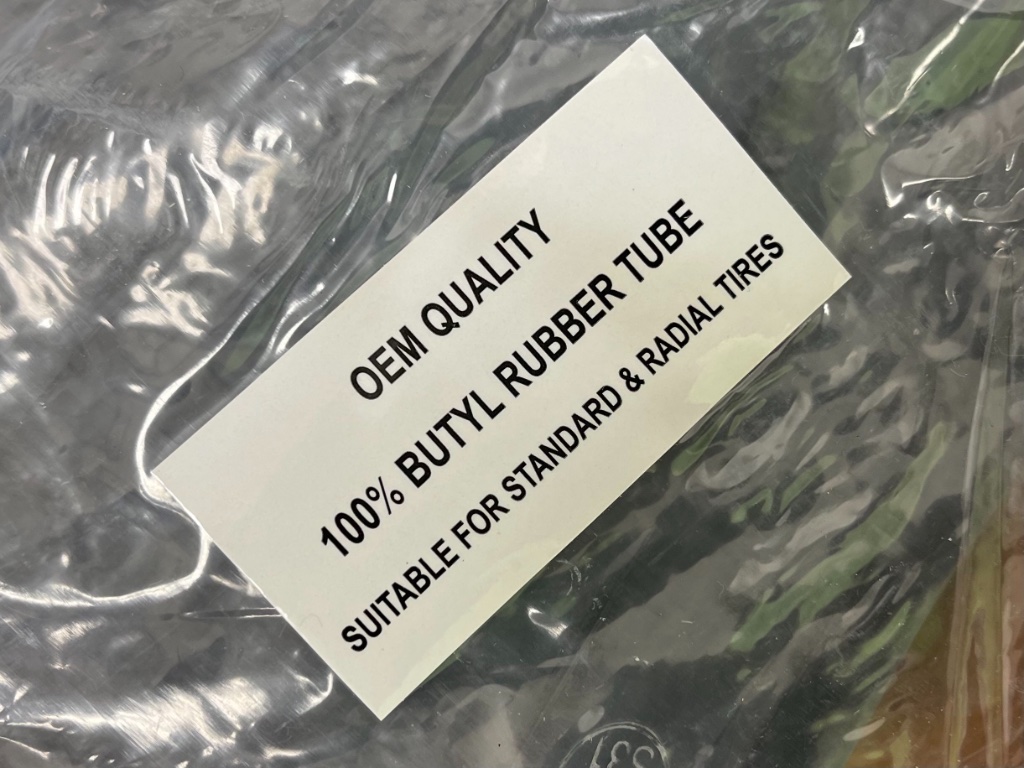 OEM QUALITY
100% BUTYL RUBBER TUBE
SUITABLE FOR STANDARD & RADIAL TIRES